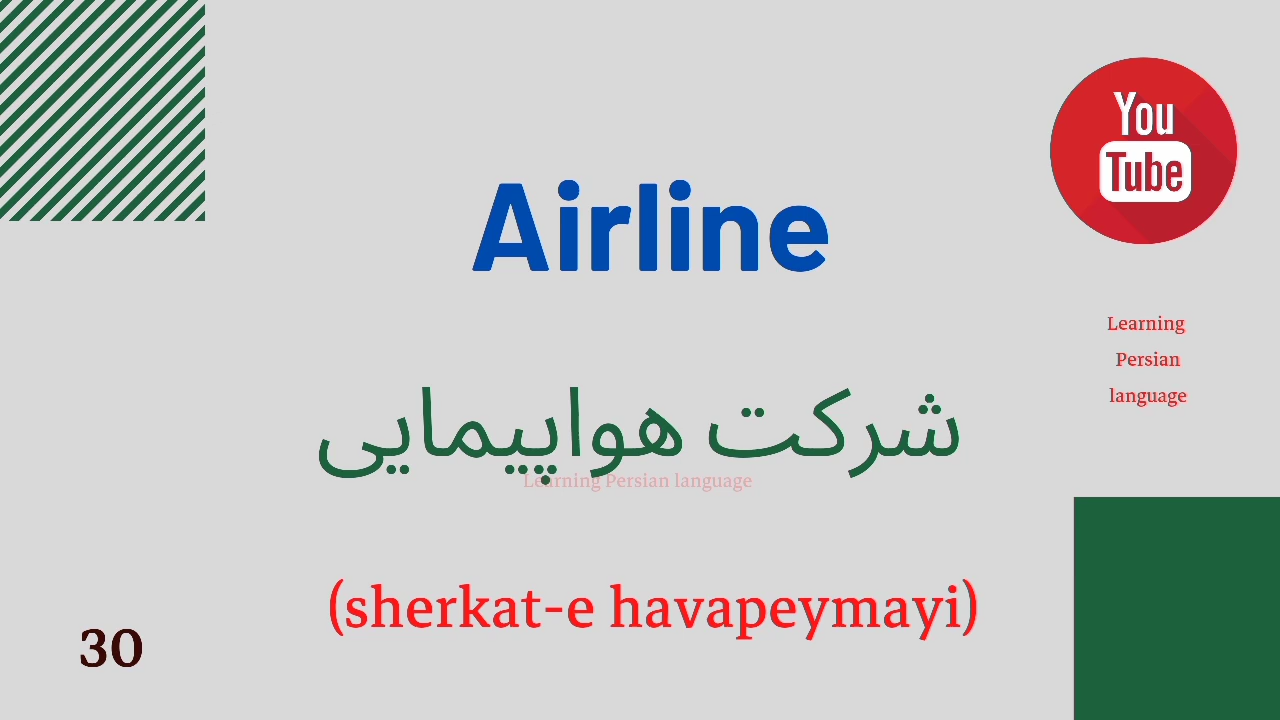 You
Tube
Airline
Learning
Persian
language
شرکت هواپیمایی
Learning Persian language
(sherkat-e havapeymayi)
30